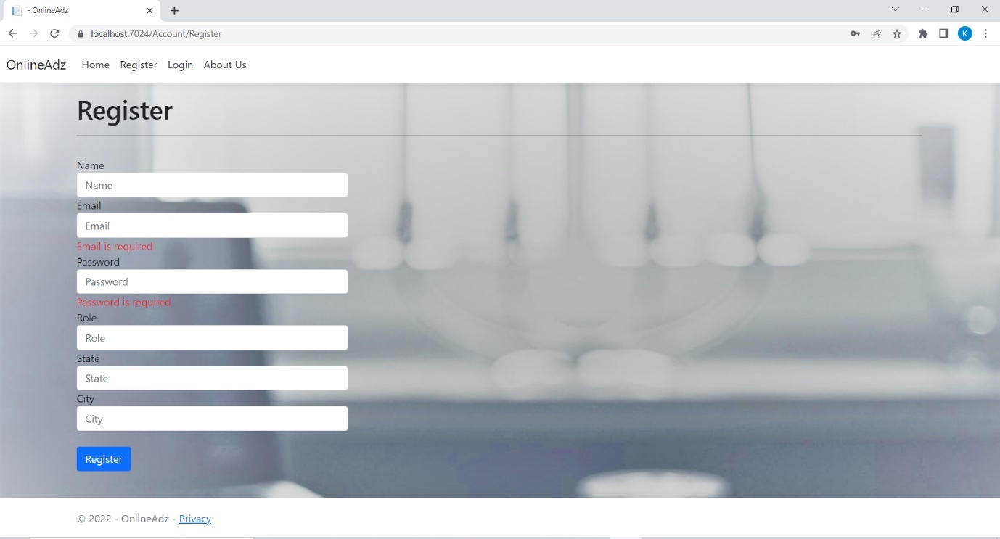 - OnlineAdz
localhost:7024/Account/Register
K
OnlineAdz Home Register Login About Us
Register
Name
Name
Email
Email
Email is required
Password
Password
Password is required
Role
Role
State
State
City
City
Register
© 2022 - OnlineAdz - Privacy